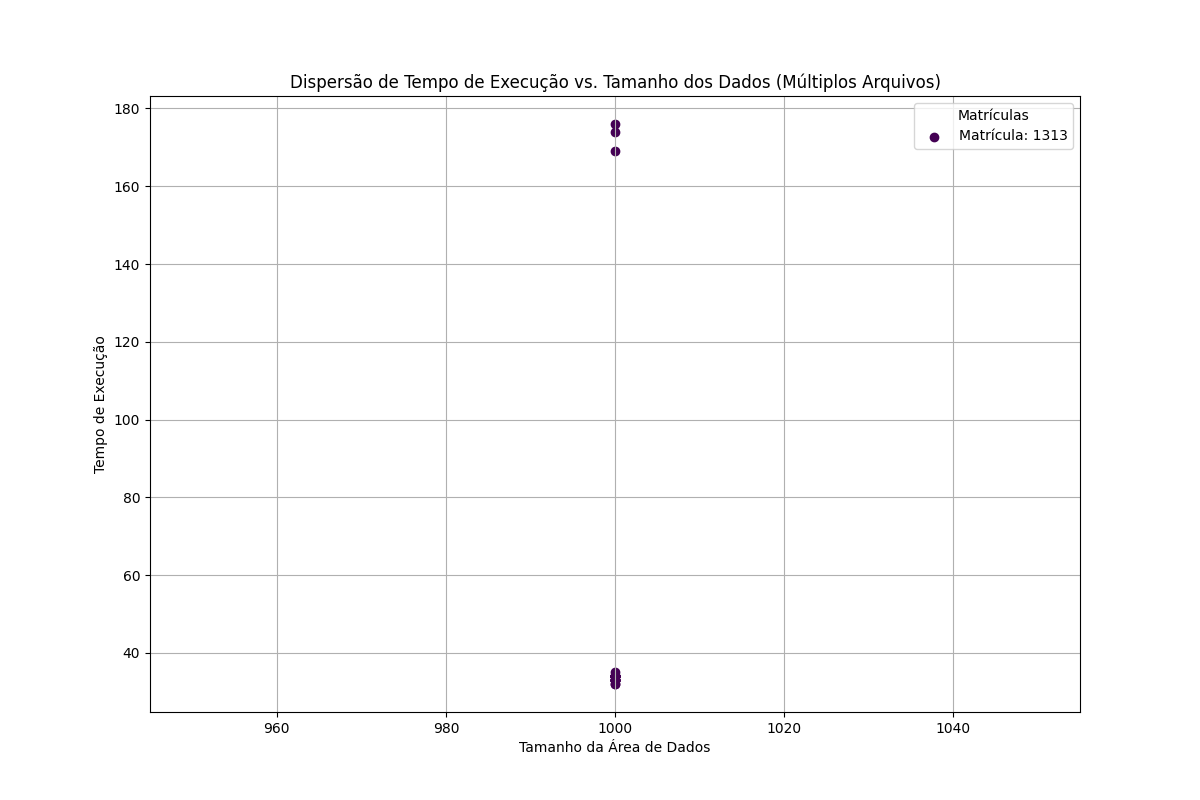 Dispersão de Tempo de Execução vs. Tamanho dos Dados (Múltiplos Arquivos)
Matrículas
Matrícula: 1313
180
160
140
120
100
80
60
40
Tempo de Execução
960 980 1000 1020 1040
Tamanho da Área de Dados